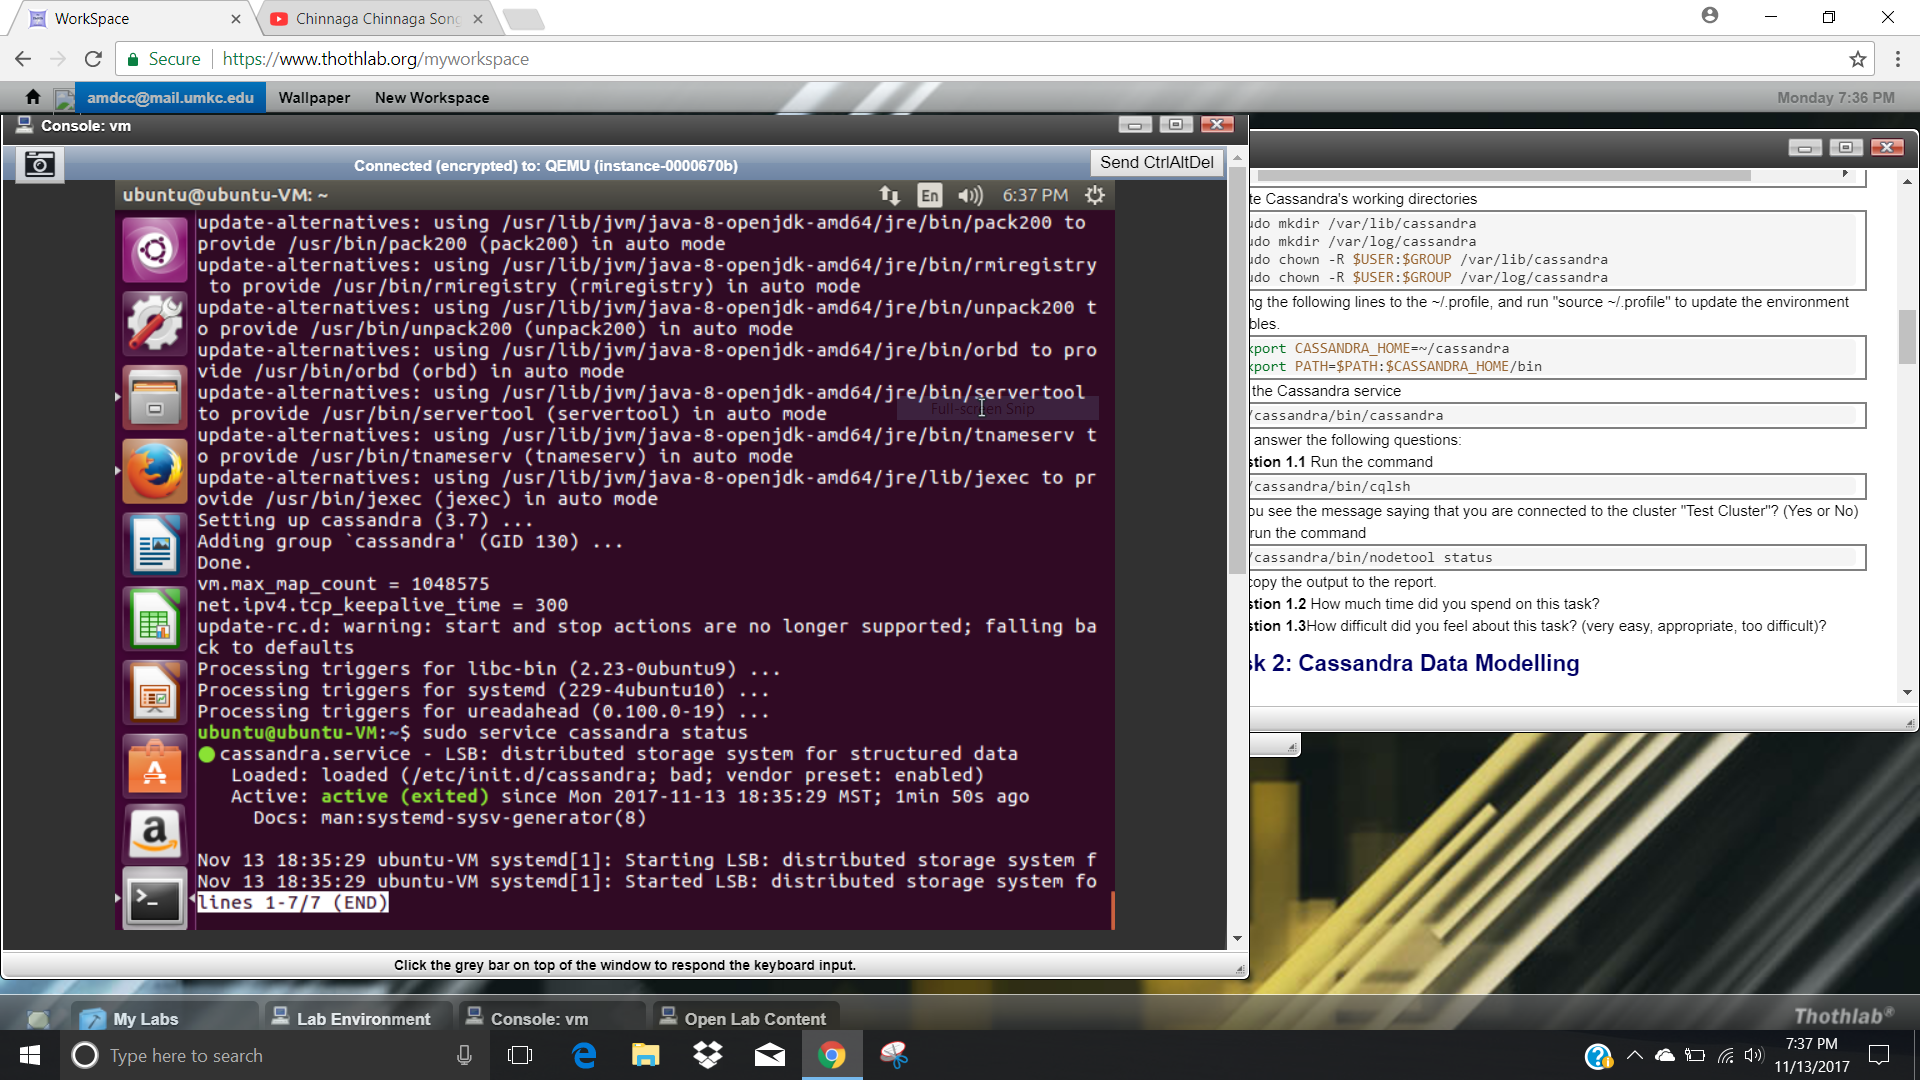 WorkSpace
Chinnaga Chinnaga Song
Secure
https://www.thothlab.org/myworkspace
amdcc@mail.umkc.edu
Wallpaper
New Workspace
Monday 7:36 PM
Console: vm
Connected (encrypted) to: QEMU (instance-0000670b)
Send CtrlAltDel
ubuntu@ubuntu-VM: ~
En
6:37 PM
update-alternatives: using /usr/lib/jvm/java-8-openjdk-amd64/jre/bin/pack200 to
provide /usr/bin/pack200 (pack200) in auto mode
update-alternatives: using /usr/lib/jvm/java-8-openjdk-amd64/jre/bin/rmiregistry
to provide /usr/bin/rmiregistry (rmiregistry) in auto mode
update-alternatives: using /usr/lib/jvm/java-8-openjdk-amd64/jre/bin/unpack200 t
o provide /usr/bin/unpack200 (unpack200) in auto mode
update-alternatives: using /usr/lib/jvm/java-8-openjdk-amd64/jre/bin/orbd to pro
vide /usr/bin/orbd (orbd) in auto mode
update-alternatives: using /usr/lib/jvm/java-8-openjdk-amd64/jre/bin/servertool
to provide /usr/bin/servertool (servertool) in auto mode
Full-screen Snip
update-alternatives: using /usr/lib/jvm/java-8-openjdk-amd64/jre/bin/tnameserv t
o provide /usr/bin/tnameserv (tnameserv) in auto mode
update-alternatives: using /usr/lib/jvm/java-8-openjdk-amd64/jre/lib/jexec to pr
ovide /usr/bin/jexec (jexec) in auto mode
Setting up cassandra (3.7) ...
Adding group `cassandra' (GID 130) ...
Done.
vm.max_map_count = 1048575
net.ipv4.tcp_keepalive_time = 300
update-rc.d: warning: start and stop actions are no longer supported; falling ba
ck to defaults
Processing triggers for libc-bin (2.23-0ubuntu9) ...
Processing triggers for systemd (229-4ubuntu10) ...
Processing triggers for ureadahead (0.100.0-19) ...
ubuntu@ubuntu-VM:~$ sudo service cassandra status
● cassandra.service - LSB: distributed storage system for structured data
Loaded: loaded (/etc/init.d/cassandra; bad; vendor preset: enabled)
Active: active (exited) since Mon 2017-11-13 18:35:29 MST; 1min 50s ago
Docs: man:systemd-sysv-generator(8)
Nov 13 18:35:29 ubuntu-VM systemd[1]: Starting LSB: distributed storage system f
Nov 13 18:35:29 ubuntu-VM systemd[1]: Started LSB: distributed storage system fo
lines 1-7/7 (END)
Click the grey bar on top of the window to respond the keyboard input.
te Cassandra's working directories
udo mkdir /var/lib/cassandra
udo mkdir /var/log/cassandra
udo chown -R $USER:$GROUP /var/lib/cassandra
udo chown -R $USER:$GROUP /var/log/cassandra
ng the following lines to the ~/.profile, and run "source ~/.profile" to update the environment
bles.
xport CASSANDRA_HOME=~/cassandra
xport PATH=$PATH:$CASSANDRA_HOME/bin
the Cassandra service
/cassandra/bin/cassandra
answer the following questions:
stion 1.1 Run the command
/cassandra/bin/cqlsh
ou see the message saying that you are connected to the cluster "Test Cluster"? (Yes or No)
run the command
/cassandra/bin/nodetool status
copy the output to the report.
stion 1.2 How much time did you spend on this task?
stion 1.3How difficult did you feel about this task? (very easy, appropriate, too difficult)?
sk 2: Cassandra Data Modelling
My Labs
Lab Environment
Console: vm
Open Lab Content
Thothlab®
Type here to search
7:37 PM
11/13/2017